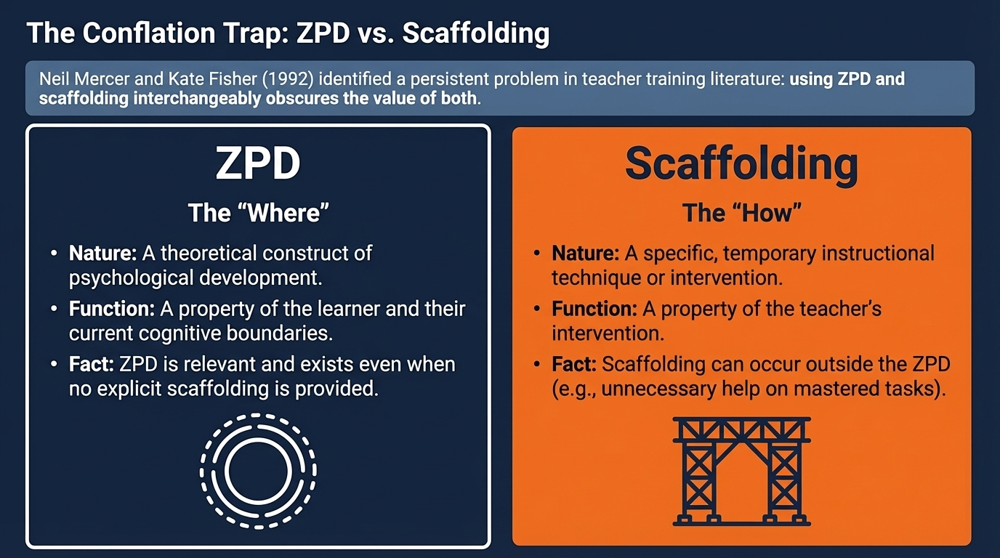 The Conflation Trap: ZPD vs. Scaffolding
Neil Mercer and Kate Fisher (1992) identified a persistent problem in teacher training literature: using ZPD and
scaffolding interchangeably obscures the value of both.
ZPD
The “Where”
• Nature: A theoretical construct of
psychological development.
• Function: A property of the learner and their
current cognitive boundaries.
• Fact: ZPD is relevant and exists even when
no explicit scaffolding is provided.
Scaffolding
The “How”
• Nature: A specific, temporary instructional
technique or intervention.
• Function: A property of the teacher’s
intervention.
• Fact: Scaffolding can occur outside the ZPD
(e.g., unnecessary help on mastered tasks).